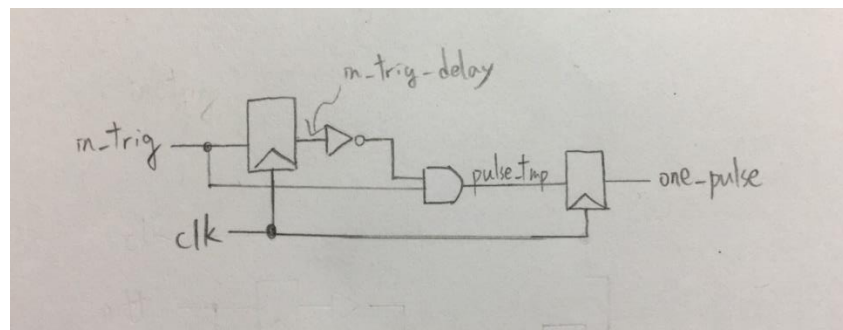 in_trig_delay
in_trig
pulse_tmp
one_pulse
clk